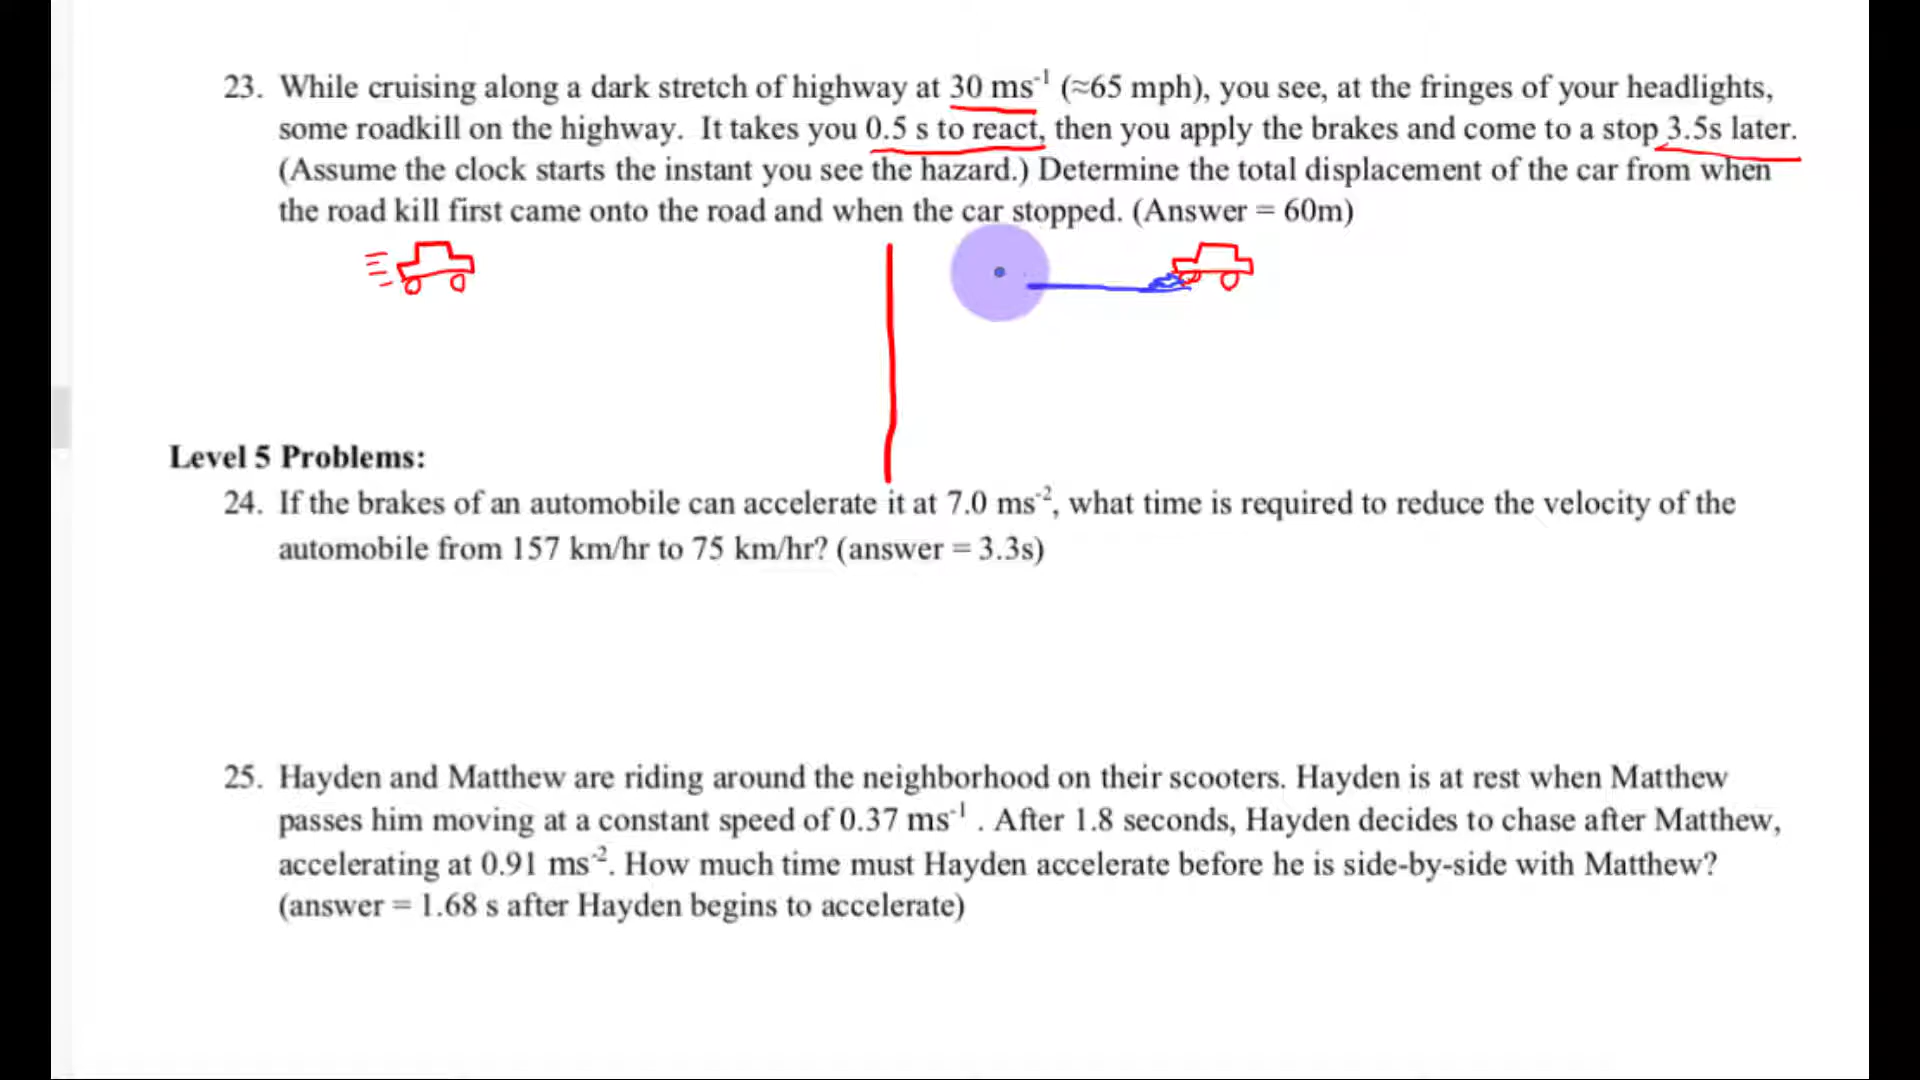 23. While cruising along a dark stretch of highway at 30 ms⁻¹ (≈65 mph), you see, at the fringes of your headlights,
some roadkill on the highway. It takes you 0.5 s to react, then you apply the brakes and come to a stop 3.5s later.
(Assume the clock starts the instant you see the hazard.) Determine the total displacement of the car from when
the road kill first came onto the road and when the car stopped. (Answer = 60m)
Level 5 Problems:
24. If the brakes of an automobile can accelerate it at 7.0 ms⁻², what time is required to reduce the velocity of the
automobile from 157 km/hr to 75 km/hr? (answer = 3.3s)
25. Hayden and Matthew are riding around the neighborhood on their scooters. Hayden is at rest when Matthew
passes him moving at a constant speed of 0.37 ms⁻¹ . After 1.8 seconds, Hayden decides to chase after Matthew,
accelerating at 0.91 ms⁻². How much time must Hayden accelerate before he is side-by-side with Matthew?
(answer = 1.68 s after Hayden begins to accelerate)